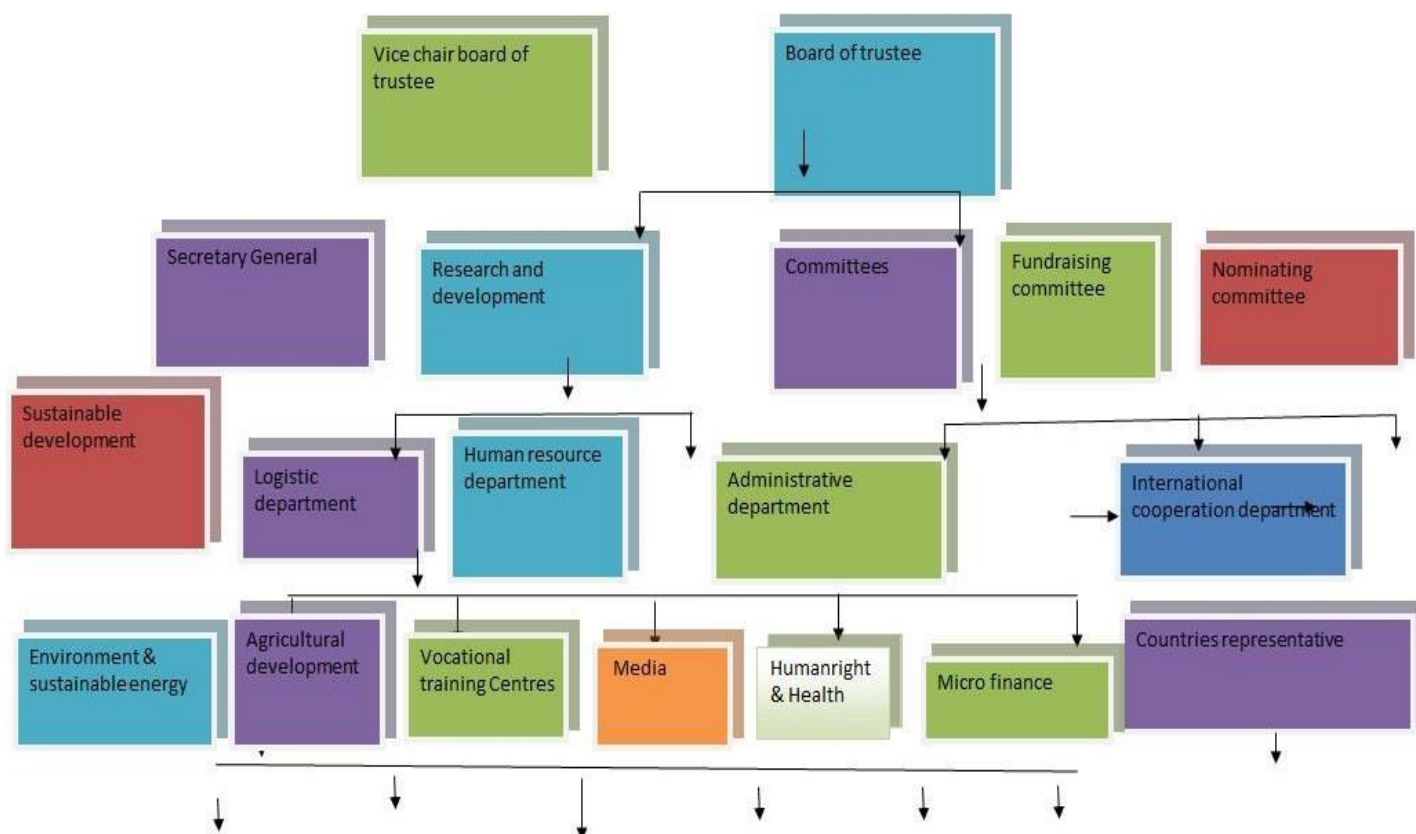 Vice chair board of
trustee
Board of trustee
Secretary General
Research and
development
Committees
Fundraising
committee
Nominating
committee
Sustainable
development
Logistic
department
Human resource
department
Administrative
department
International
cooperation department
Environment &
sustainable energy
Agricultural
development
Vocational
training Centres
Media
Humanright
& Health
Micro finance
Countries representative